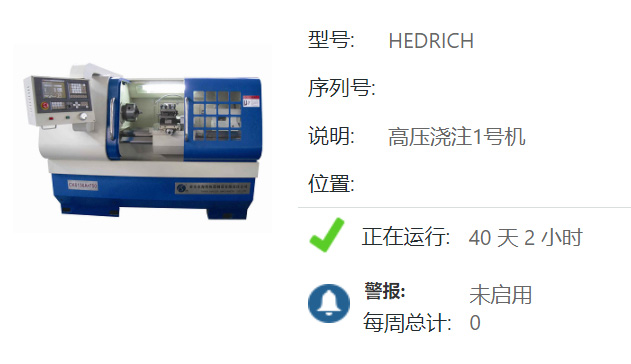 型号: HEDRICH
序列号:
说明: 高压浇注1号机
位置:
正在运行: 40 天 2 小时
警报: 未启用
每周总计: 0